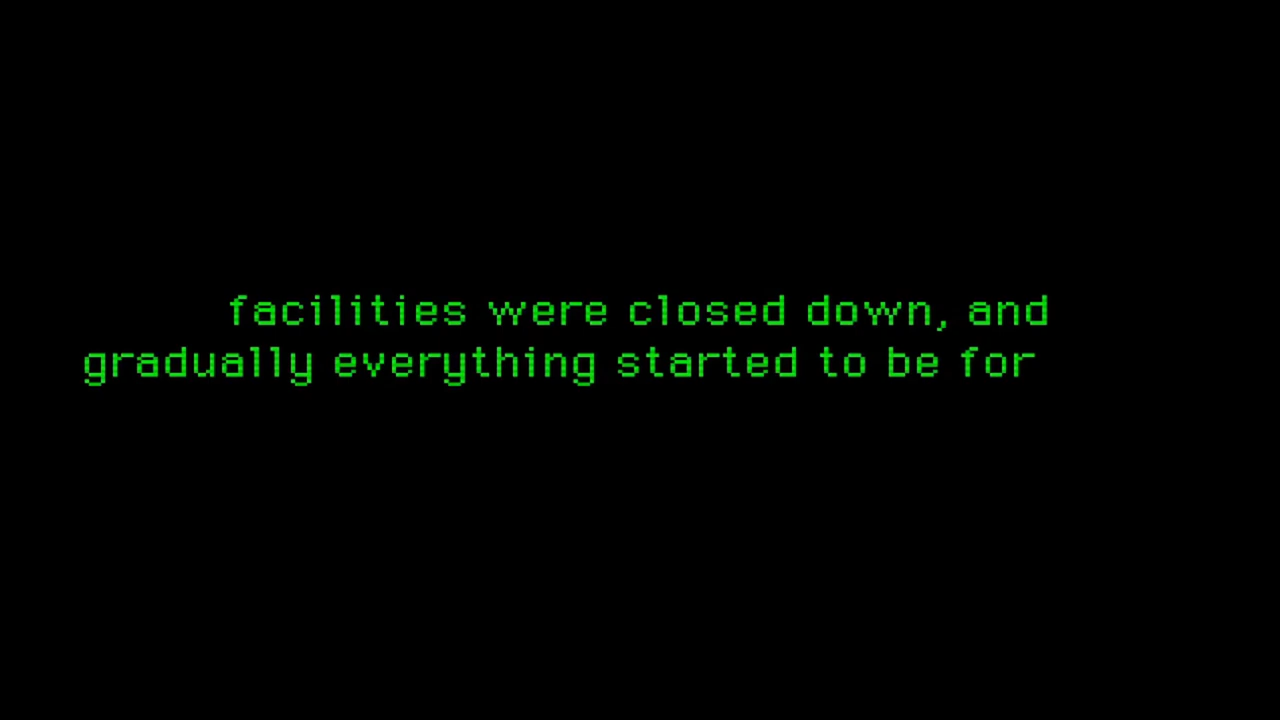 facilities were closed down, and
gradually everything started to be for